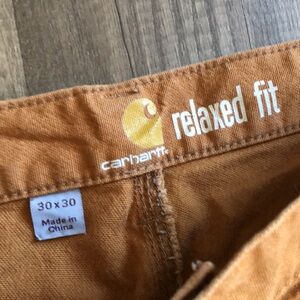 carhartt
relaxed fit
30x30
Made in
China